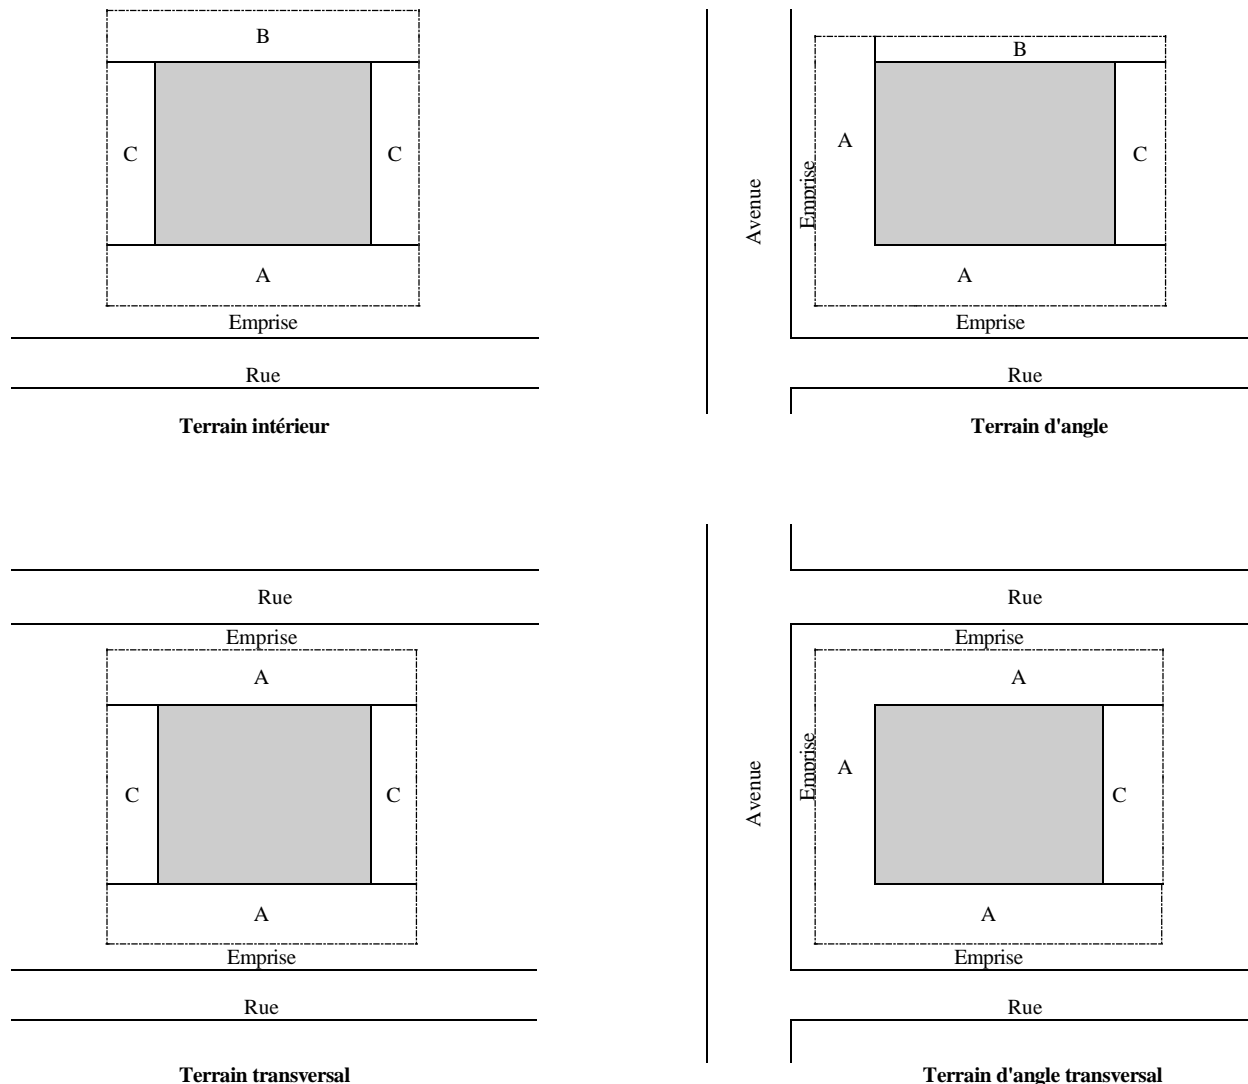 B
C
C
A
Emprise
Rue
Terrain intérieur
B
A
C
Avenue
Emprise
A
Emprise
Rue
Terrain d'angle
Rue
Emprise
A
C
C
A
Emprise
Rue
Terrain transversal
Rue
Emprise
A
Avenue
Emprise
A
C
A
Emprise
Rue
Terrain d'angle transversal